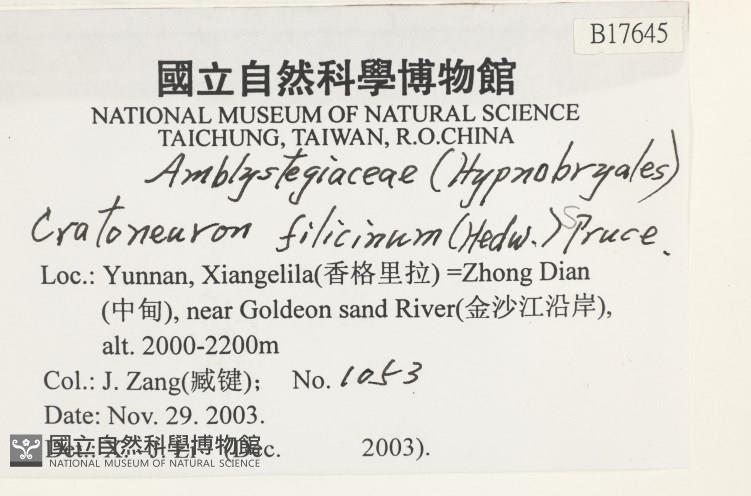 B17645
國立自然科學博物館
NATIONAL MUSEUM OF NATURAL SCIENCE
TAICHUNG, TAIWAN, R.O.CHINA
Amblystegiaceae (Hypnobryales)
Cratoneuron filicinum (Hedw.) Spruce.
Loc.: Yunnan, Xiangelila(香格里拉) =Zhong Dian
(中甸), near Goldeon sand River(金沙江沿岸),
alt. 2000-2200m
Col.: J. Zang(臧键); No. 1053
Date: Nov. 29. 2003.
Det.: X. -J. Li (Dec. 2003).
國立自然科學博物館
NATIONAL MUSEUM OF NATURAL SCIENCE